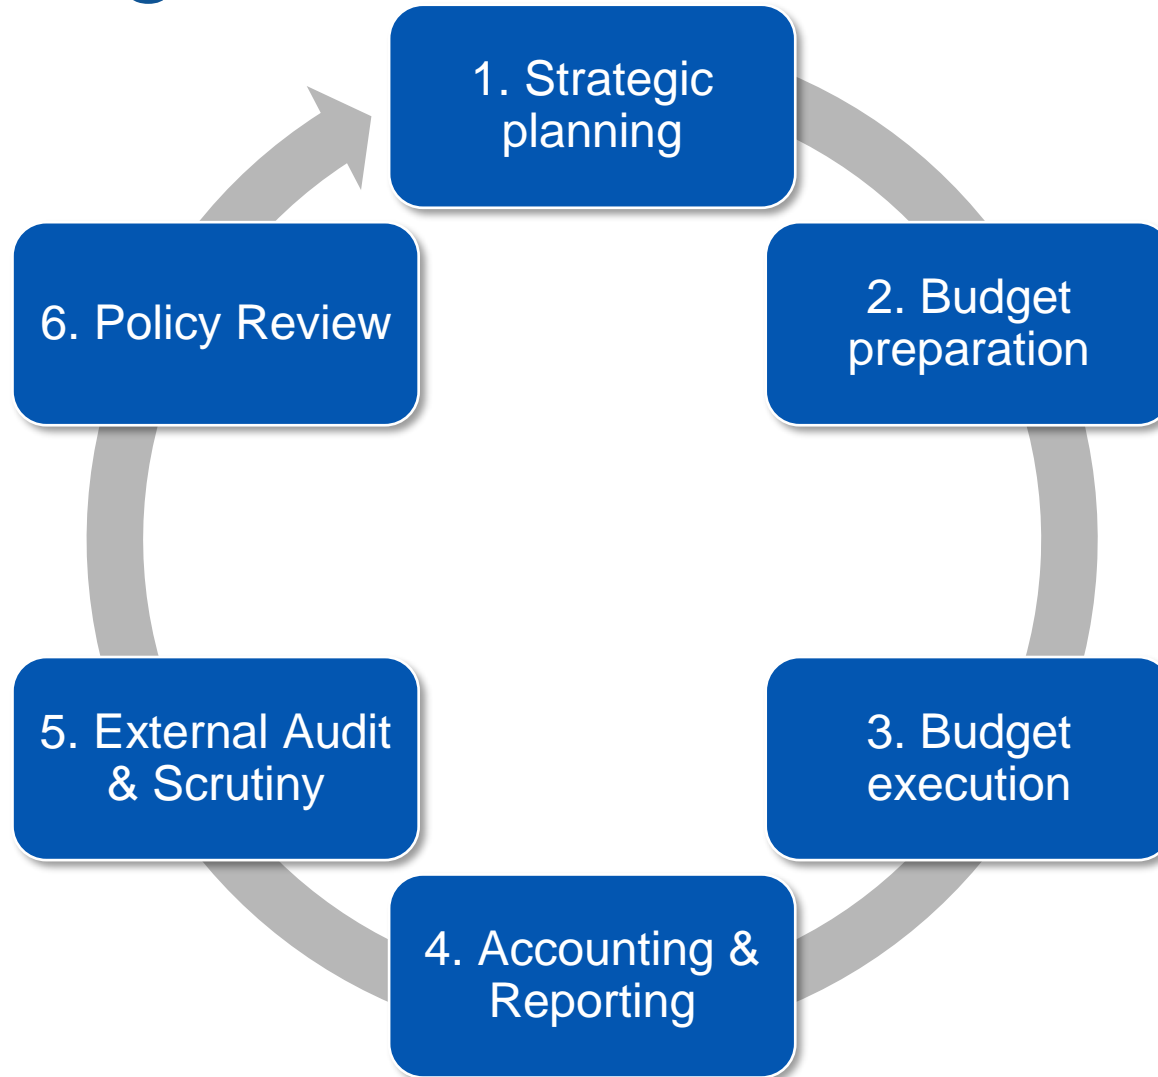 1. Strategic
planning
2. Budget
preparation
3. Budget
execution
4. Accounting &
Reporting
5. External Audit
& Scrutiny
6. Policy Review